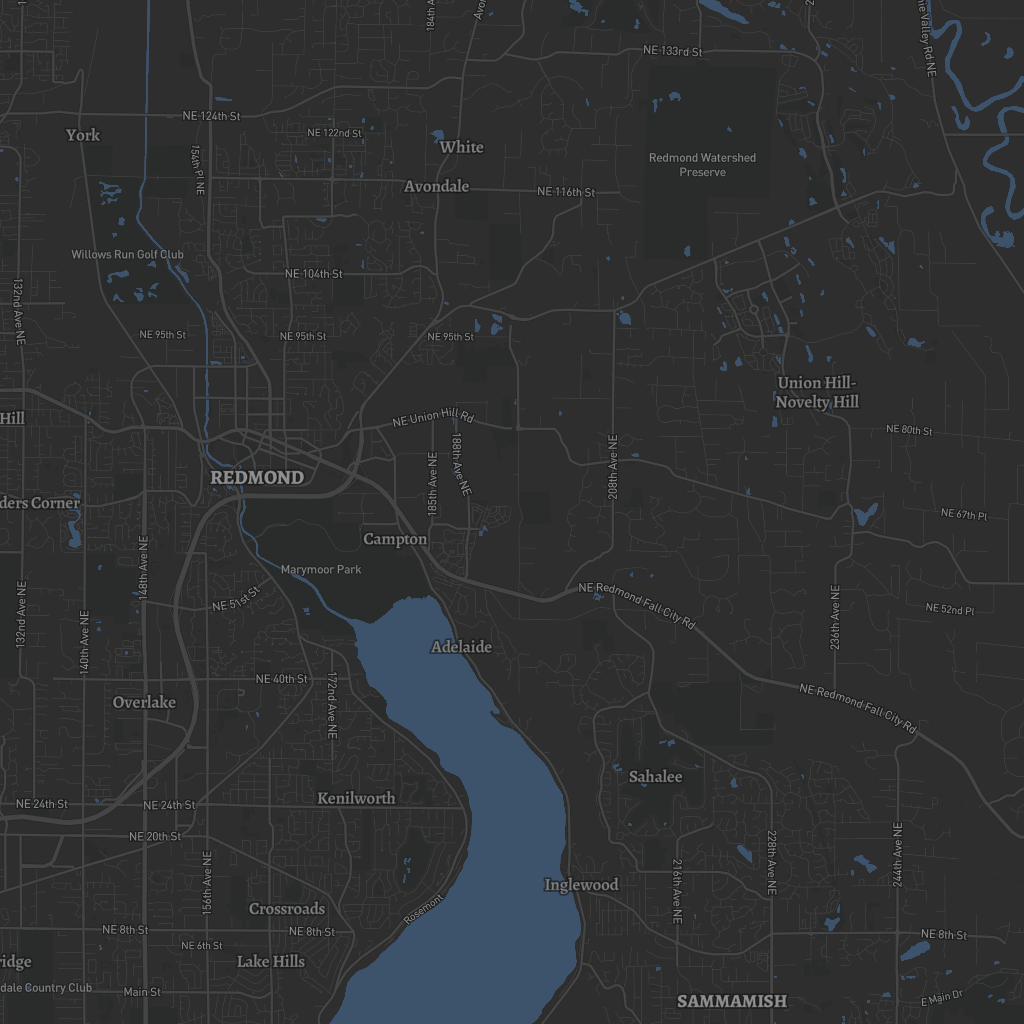 184th A
Avon
Valley Rd NE
NE 133rd St
NE 124th St
NE 122nd St
York
White
154th Pl NE
Redmond Watershed
Preserve
Avondale
NE 116th St
Willows Run Golf Club
NE 104th St
132nd Ave NE
NE 95th St
NE 95th St
NE 95th St
Union Hill-
Novelty Hill
Hill
NE Union Hill Rd
NE 80th St
188th Ave NE
208th Ave NE
185th Ave NE
REDMOND
ders Corner
NE 67th Pl
Campton
148th Ave NE
Marymoor Park
NE 51st St
NE Redmond Fall City Rd
132nd Ave NE
140th Ave NE
236th Ave NE
NE 52nd Pl
Adelaide
NE 40th St
172nd Ave NE
Overlake
NE Redmond Fall City Rd
Sahalee
Kenilworth
NE 24th St
NE 24th St
NE 20th St
156th Ave NE
216th Ave NE
228th Ave NE
244th Ave NE
Inglewood
Crossroads
Rosemont
NE 8th St
NE 8th St
NE 8th St
NE 6th St
ridge
Lake Hills
dale Country Club
Main St
SAMMAMISH
E Main Dr